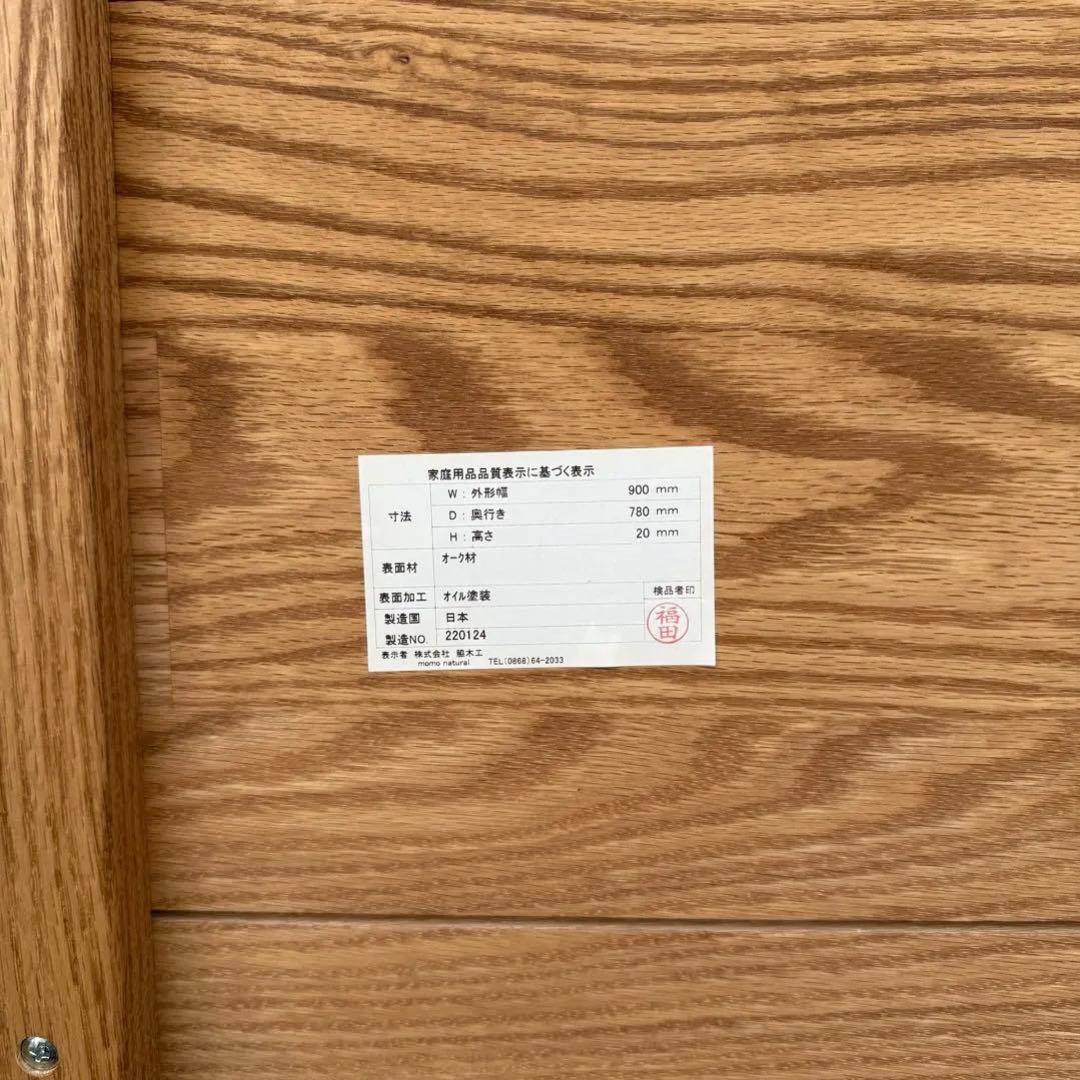 家庭用品品質表示に基づく表示
寸法 W：外形幅 900 mm
D：奥行き 780 mm
H：高さ 20 mm
表面材 オーク材
表面加工 オイル塗装 検品者印
製造国 日本 福田
製造NO. 220124
表示者 株式会社 脇木工
momo natural TEL(0868)64-2033